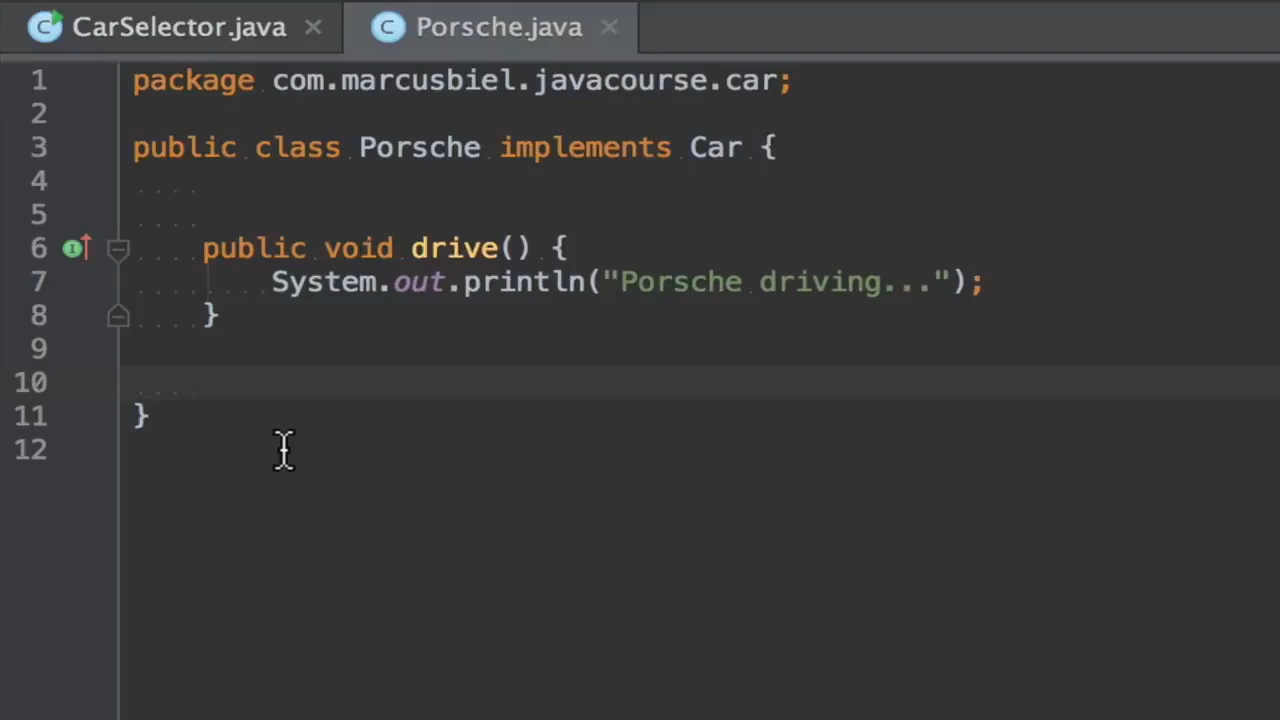 CarSelector.java
Porsche.java
1 package com.marcusbiel.javacourse.car;
2
3 public class Porsche implements Car {
4
5
6 public void drive() {
7 System.out.println("Porsche driving...");
8 }
9
10
11 }
12